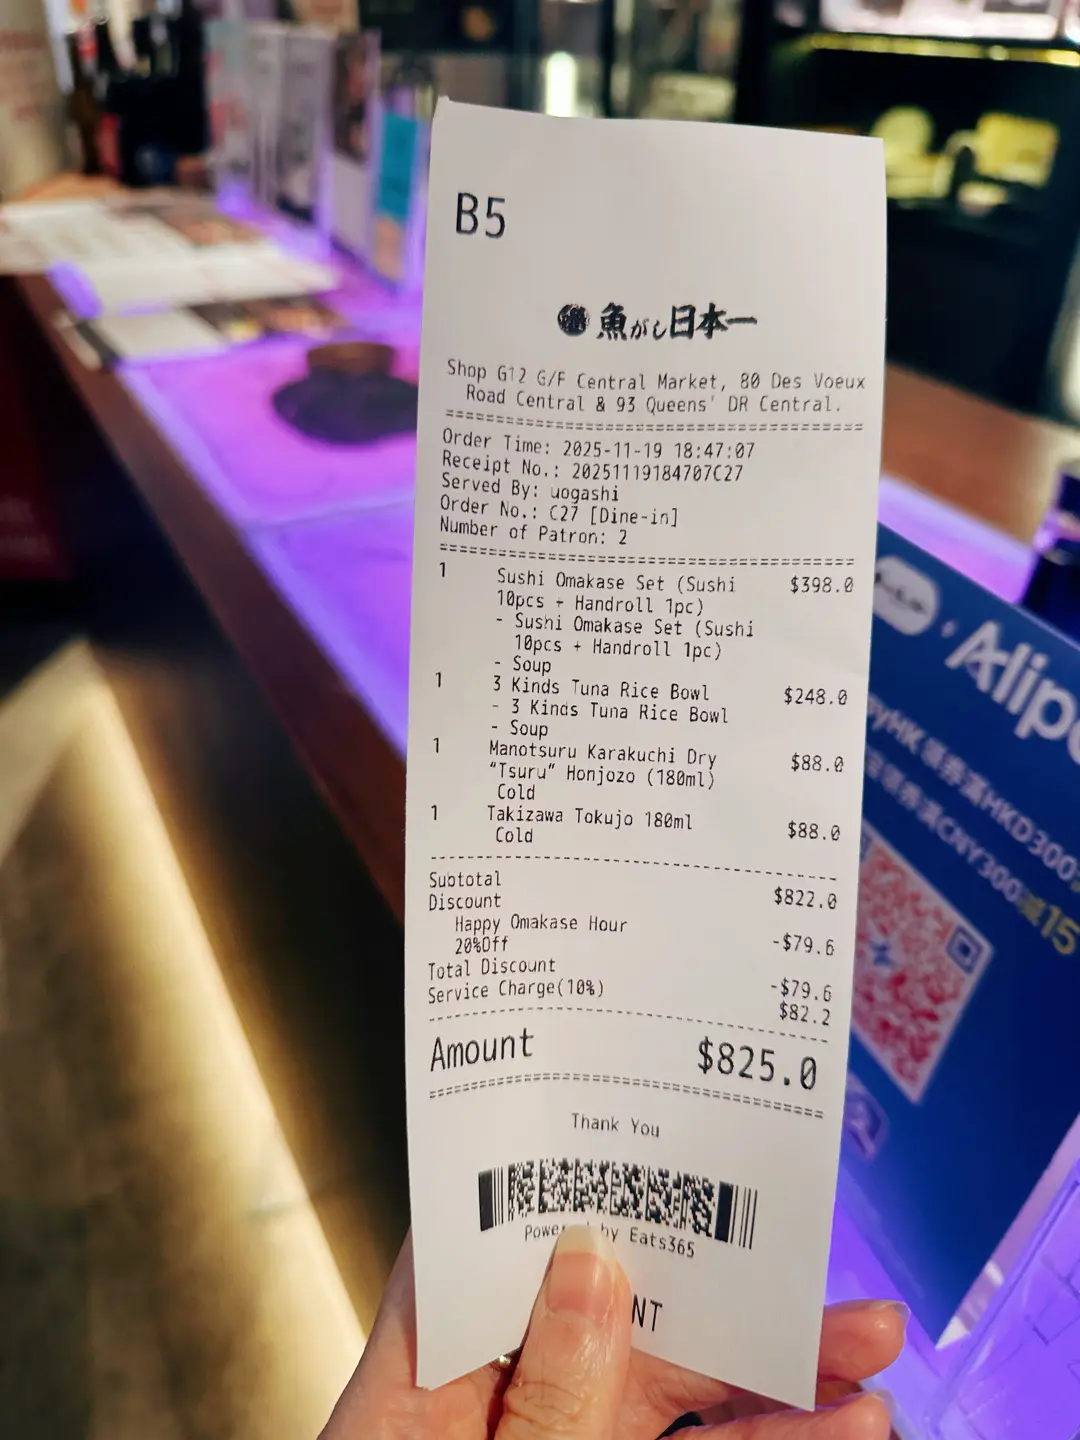 B5
魚がし日本一
Shop G12 G/F Central Market, 80 Des Voeux
Road Central & 93 Queens' DR Central.
Order Time: 2025-11-19 18:47:07
Receipt No.: 20251119184707C27
Served By: uogashi
Order No.: C27 [Dine-in]
Number of Patron: 2
1 Sushi Omakase Set (Sushi $398.0
10pcs + Handroll 1pc)
- Sushi Omakase Set (Sushi
10pcs + Handroll 1pc)
- Soup
1 3 Kinds Tuna Rice Bowl $248.0
- 3 Kinds Tuna Rice Bowl
- Soup
1 Manotsuru Karakuchi Dry $88.0
“Tsuru” Honjozo (180ml)
Cold
1 Takizawa Tokujo 180ml $88.0
Cold
Subtotal $822.0
Discount
Happy Omakase Hour
20%Off -$79.6
Total Discount -$79.6
Service Charge(10%) $82.2
Amount $825.0
Thank You
by Eats365
Alip
HKD300
CNY300
15